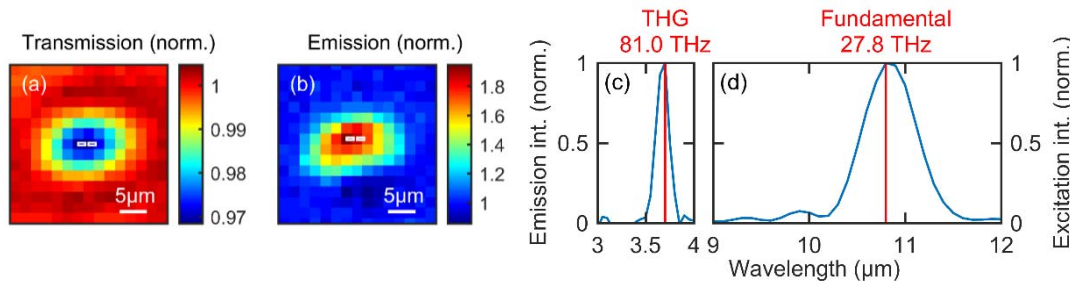 Transmission (norm.)
(a)
5μm
1
0.99
0.98
0.97
Emission (norm.)
(b)
5μm
1.8
1.6
1.4
1.2
1
THG
81.0 THz
Fundamental
27.8 THz
Emission int. (norm.)
1
0.5
0
(c)
3 3.5 4
(d)
9 10 11 12
Wavelength (μm)
1
0.5
0
Excitation int. (norm.)